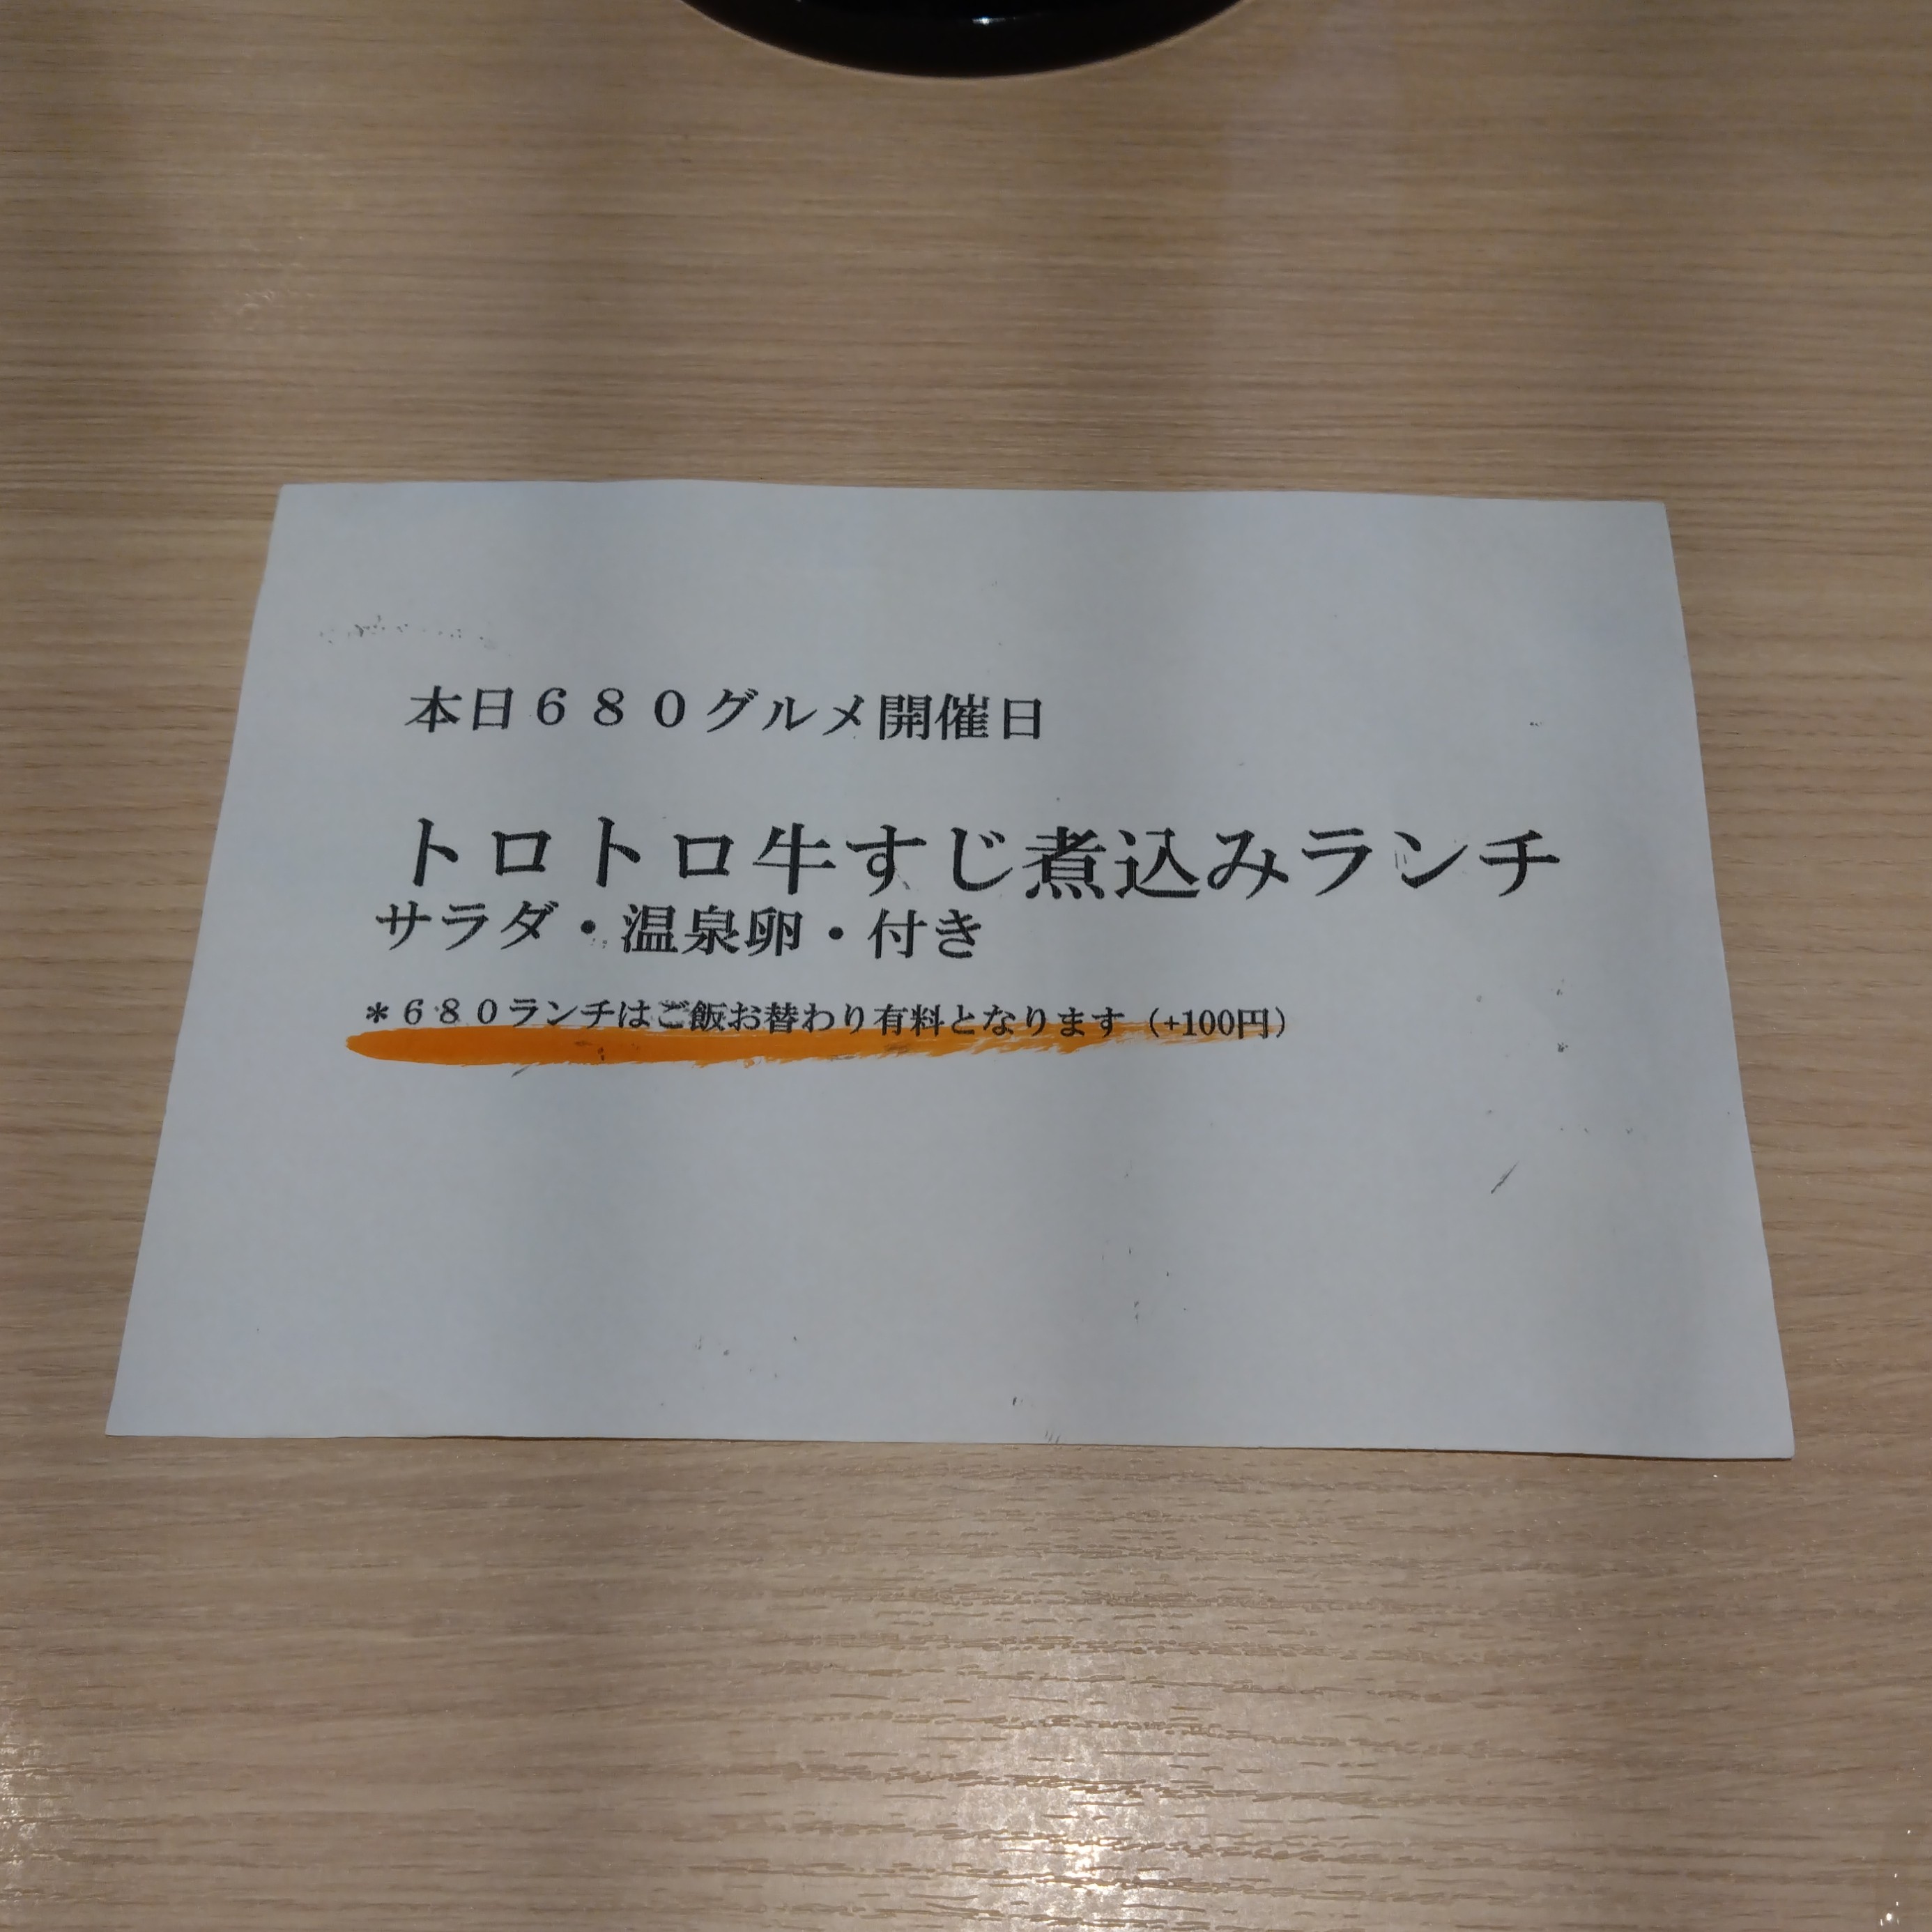 本日６８０グルメ開催日
トロトロ牛すじ煮込みランチ
サラダ・温泉卵・付き
＊６８０ランチはご飯お替わり有料となります（+100円）